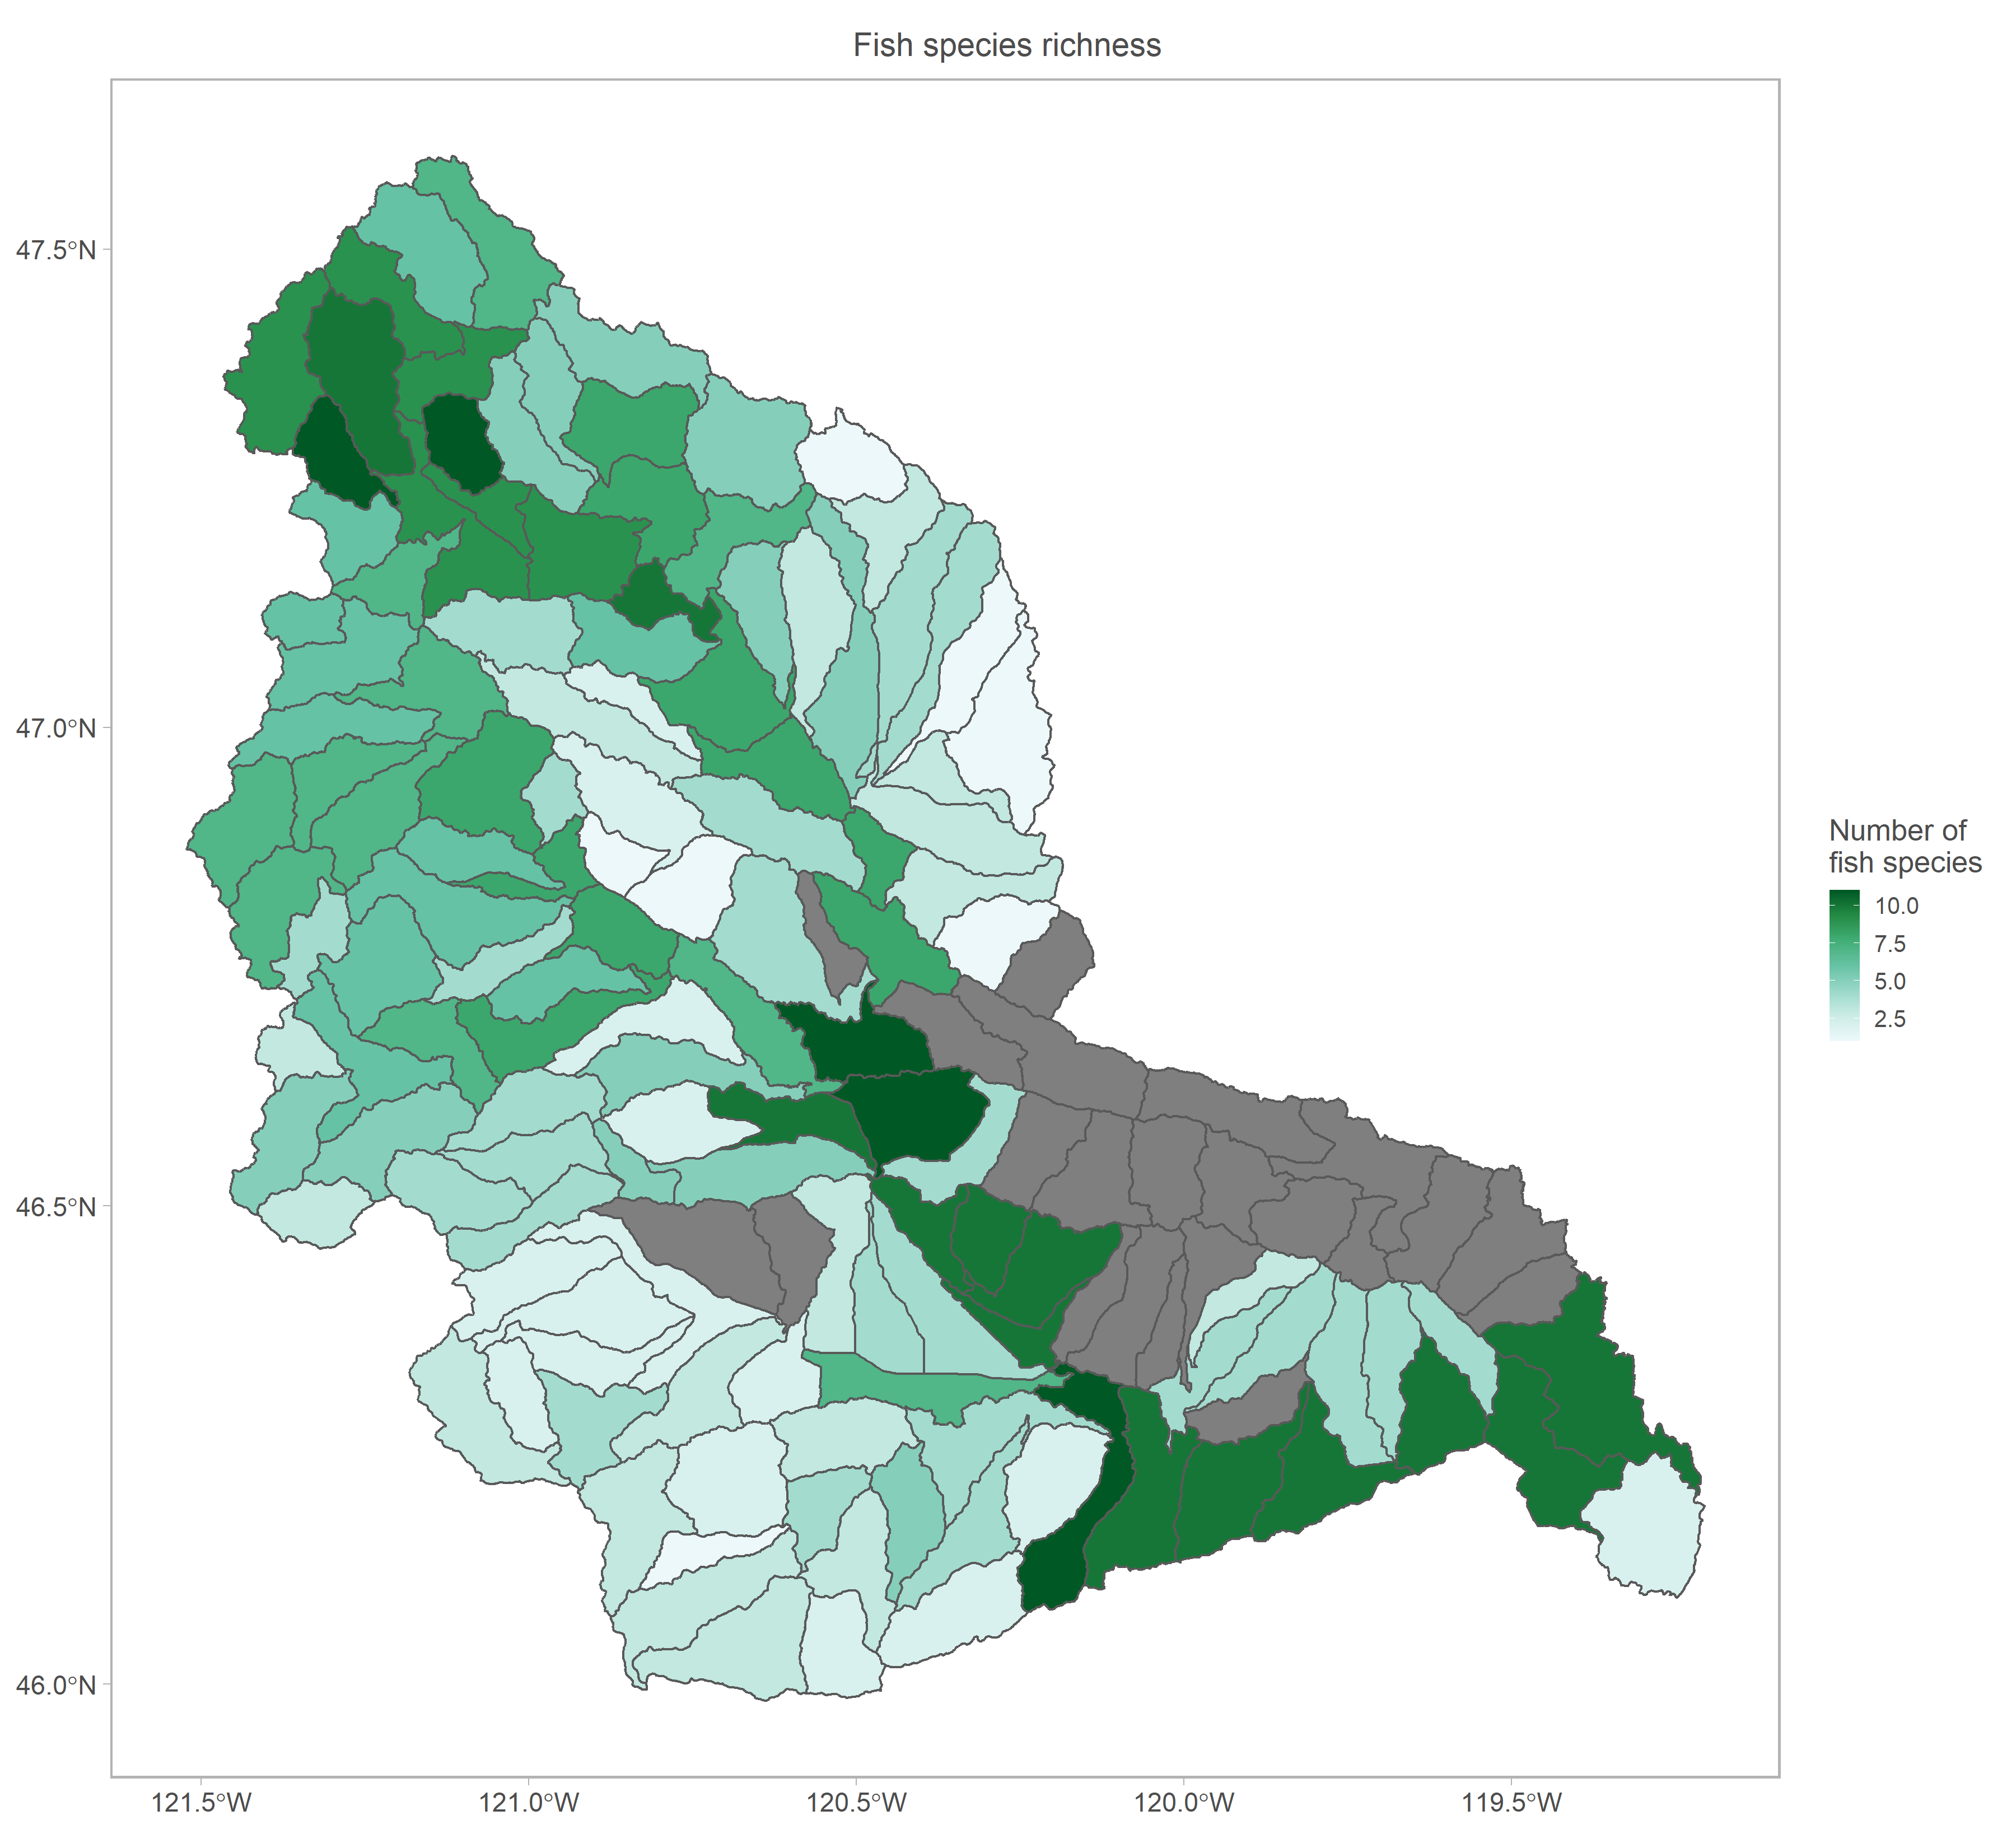 Fish species richness
47.5°N
47.0°N
46.5°N
46.0°N
121.5°W
121.0°W
120.5°W
120.0°W
119.5°W
Number of
fish species
10.0
7.5
5.0
2.5